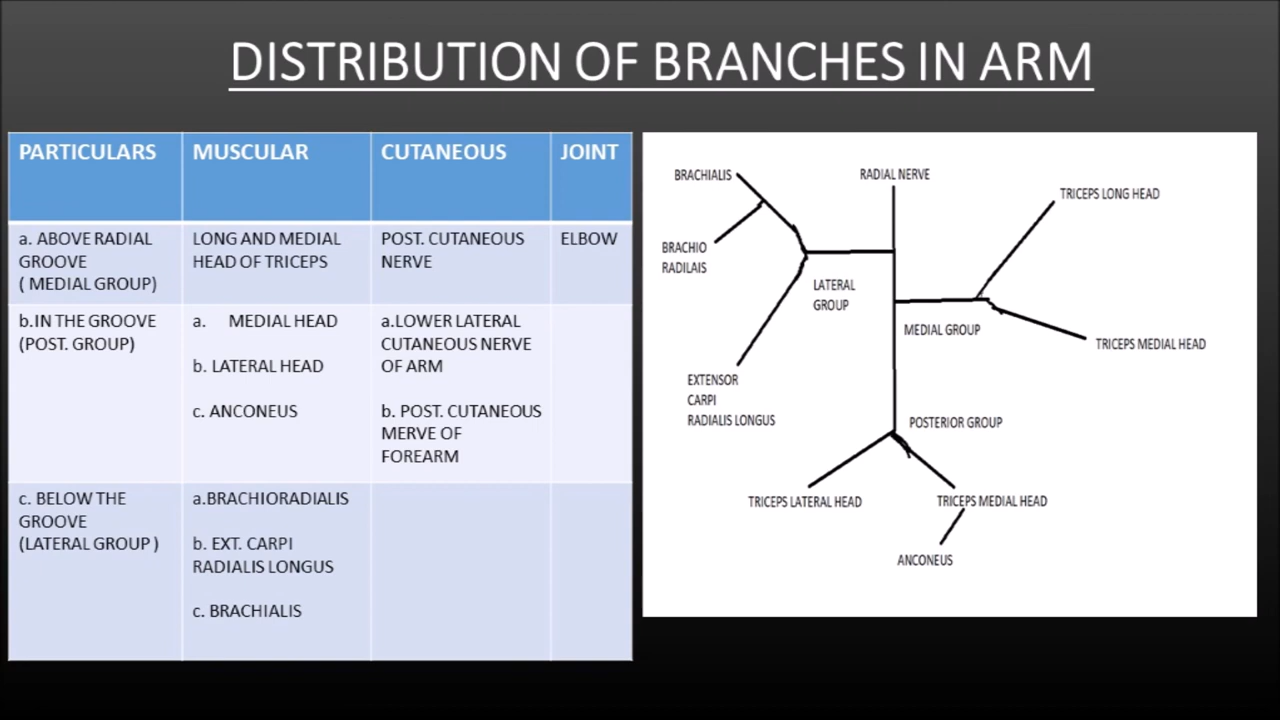 DISTRIBUTION OF BRANCHES IN ARM
PARTICULARS
MUSCULAR
CUTANEOUS
JOINT
a. ABOVE RADIAL
GROOVE
( MEDIAL GROUP)
LONG AND MEDIAL
HEAD OF TRICEPS
POST. CUTANEOUS
NERVE
ELBOW
b.IN THE GROOVE
(POST. GROUP)
a. MEDIAL HEAD
b. LATERAL HEAD
c. ANCONEUS
a.LOWER LATERAL
CUTANEOUS NERVE
OF ARM
b. POST. CUTANEOUS
MERVE OF
FOREARM
c. BELOW THE
GROOVE
(LATERAL GROUP )
a.BRACHIORADIALIS
b. EXT. CARPI
RADIALIS LONGUS
c. BRACHIALIS
BRACHIALIS
RADIAL NERVE
TRICEPS LONG HEAD
BRACHIO
RADILAIS
LATERAL
GROUP
MEDIAL GROUP
TRICEPS MEDIAL HEAD
EXTENSOR
CARPI
RADIALIS LONGUS
POSTERIOR GROUP
TRICEPS LATERAL HEAD
TRICEPS MEDIAL HEAD
ANCONEUS